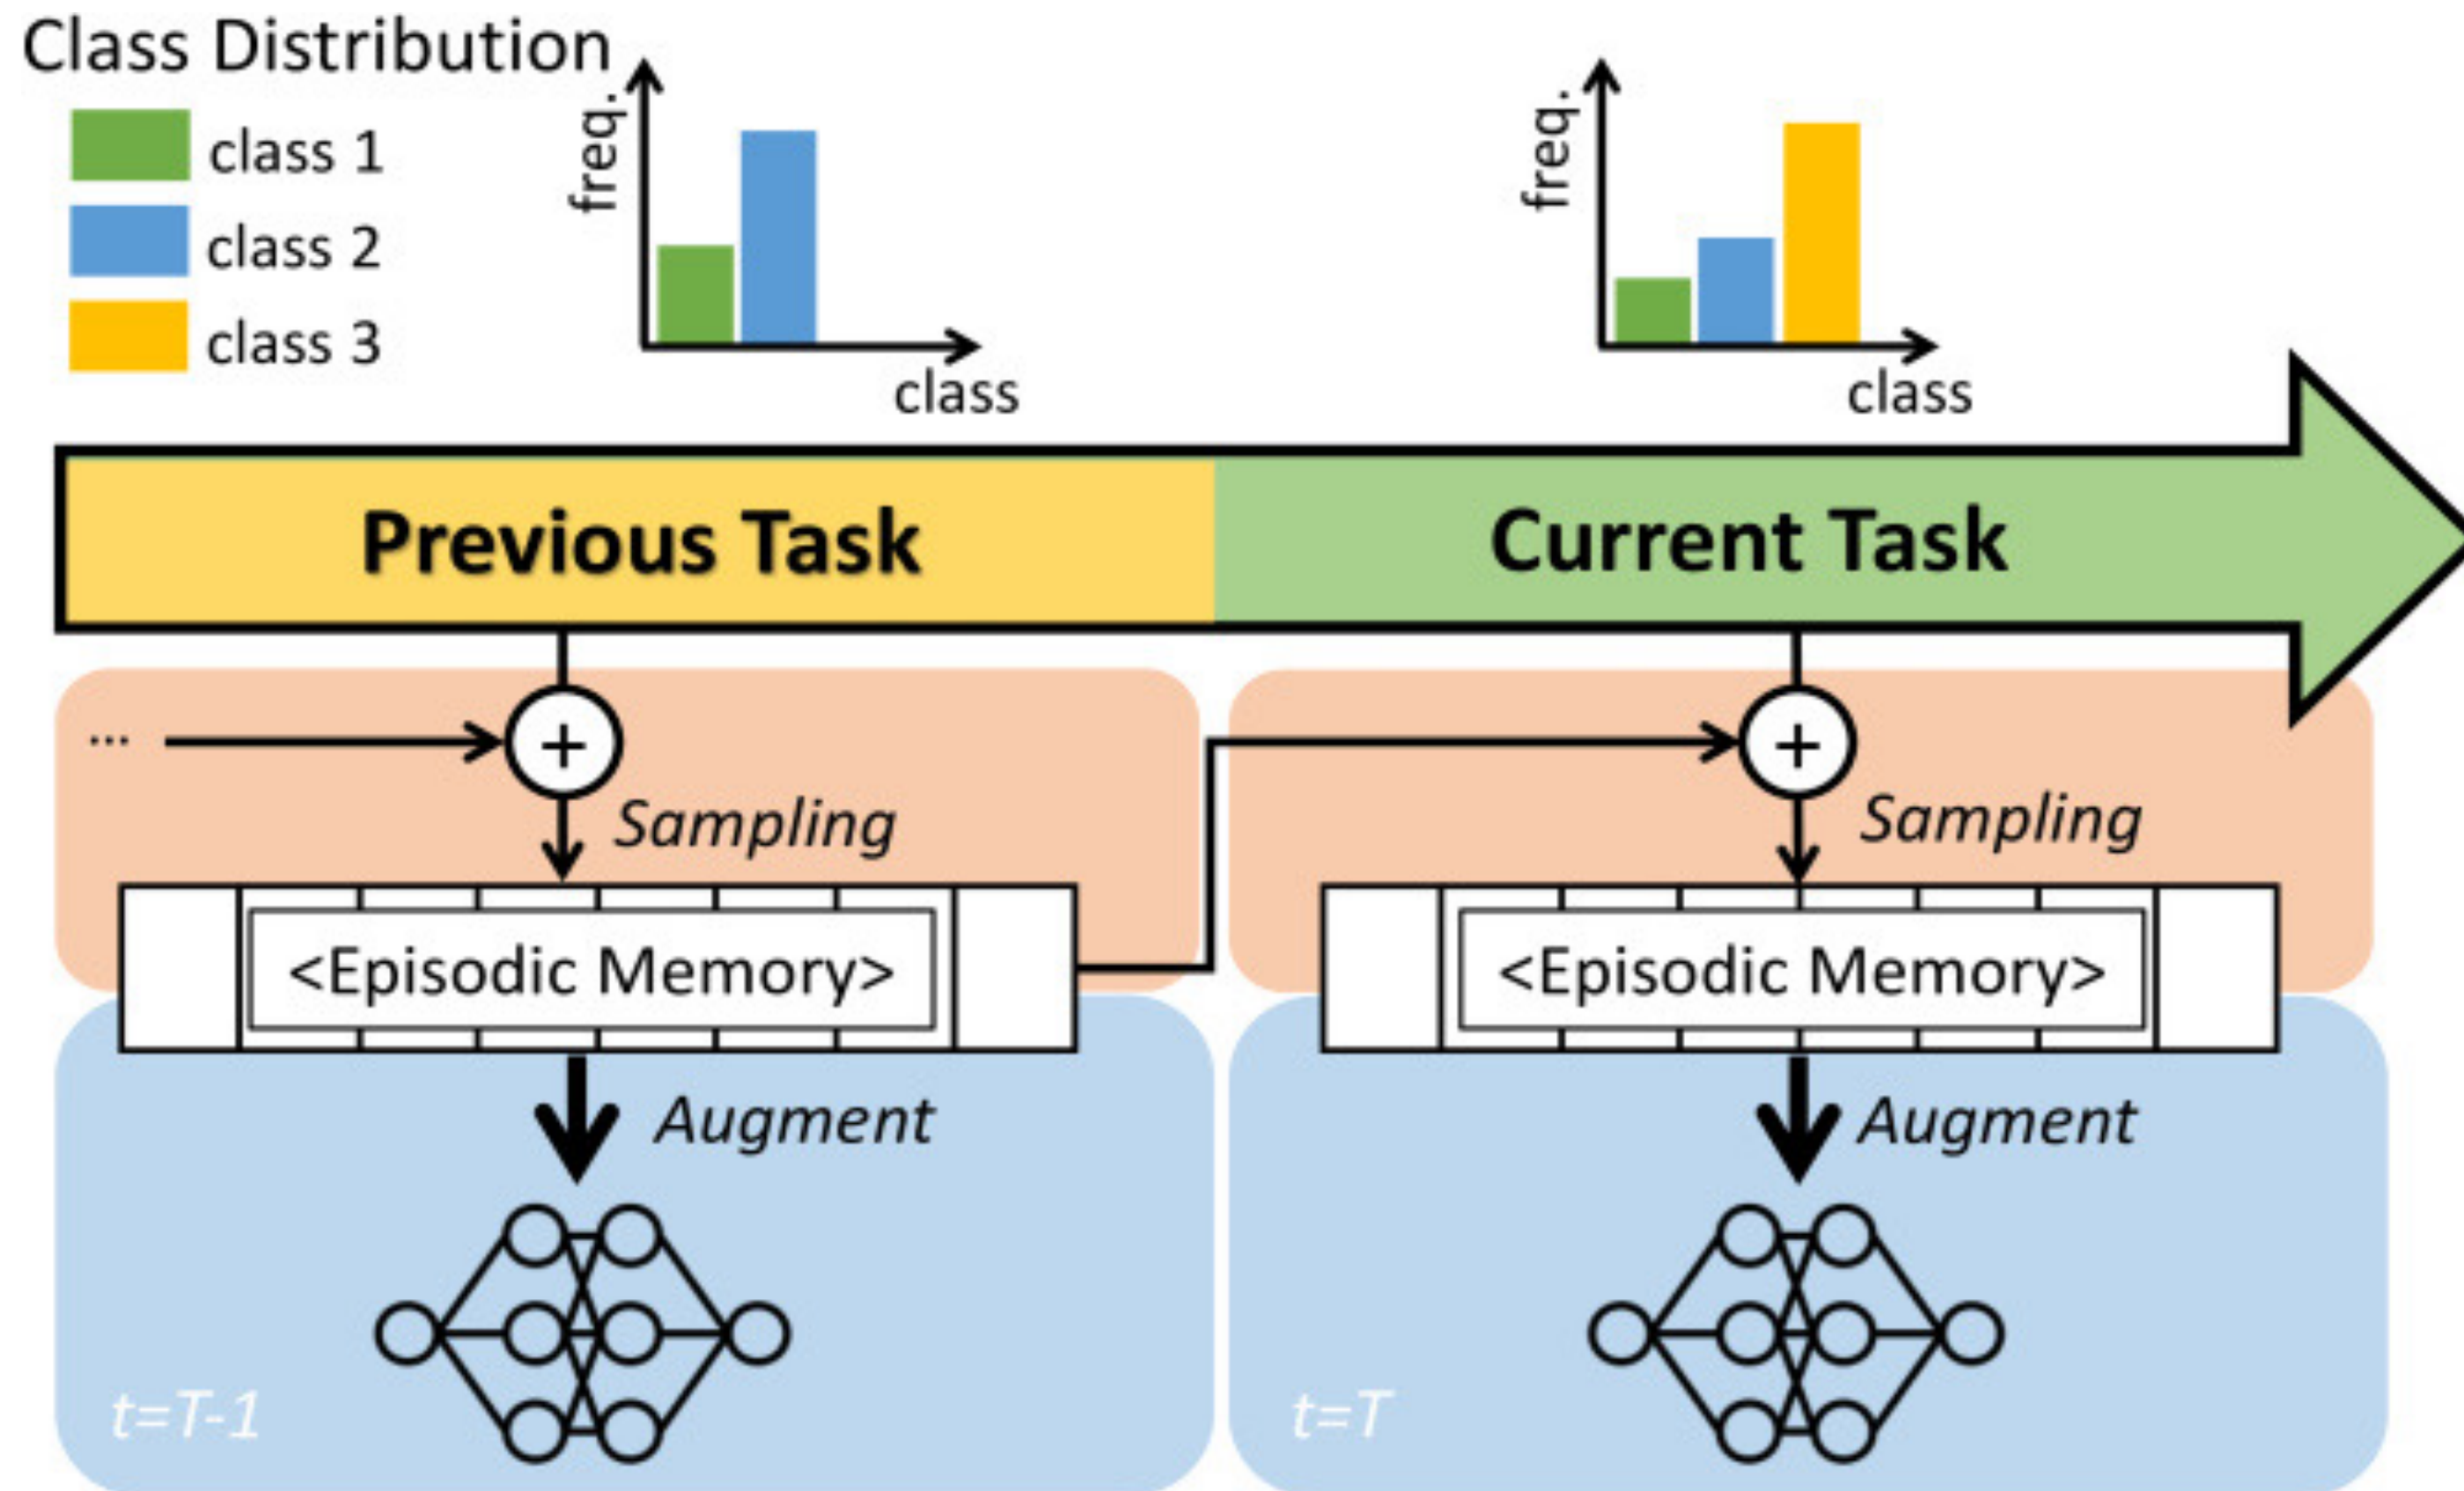 Class Distribution
class 1
class 2
class 3
freq.
class
freq.
class
Previous Task
Current Task
...
+
+
Sampling
Sampling
<Episodic Memory>
<Episodic Memory>
Augment
Augment
t=T-1
t=T